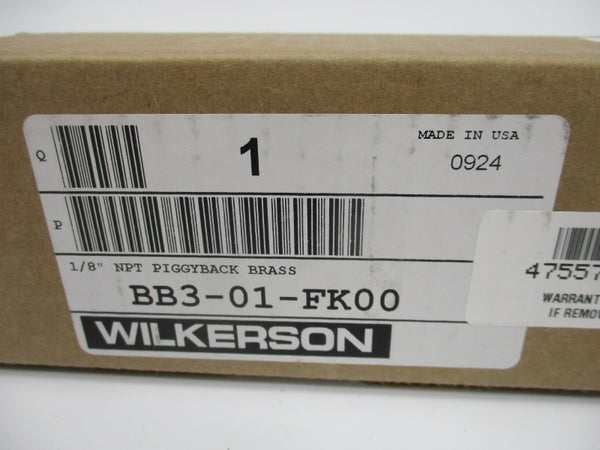 Q 1 MADE IN USA
0924
P
1/8" NPT PIGGYBACK BRASS
BB3-01-FK00
WILKERSON
47557
WARRANT
IF REMOV